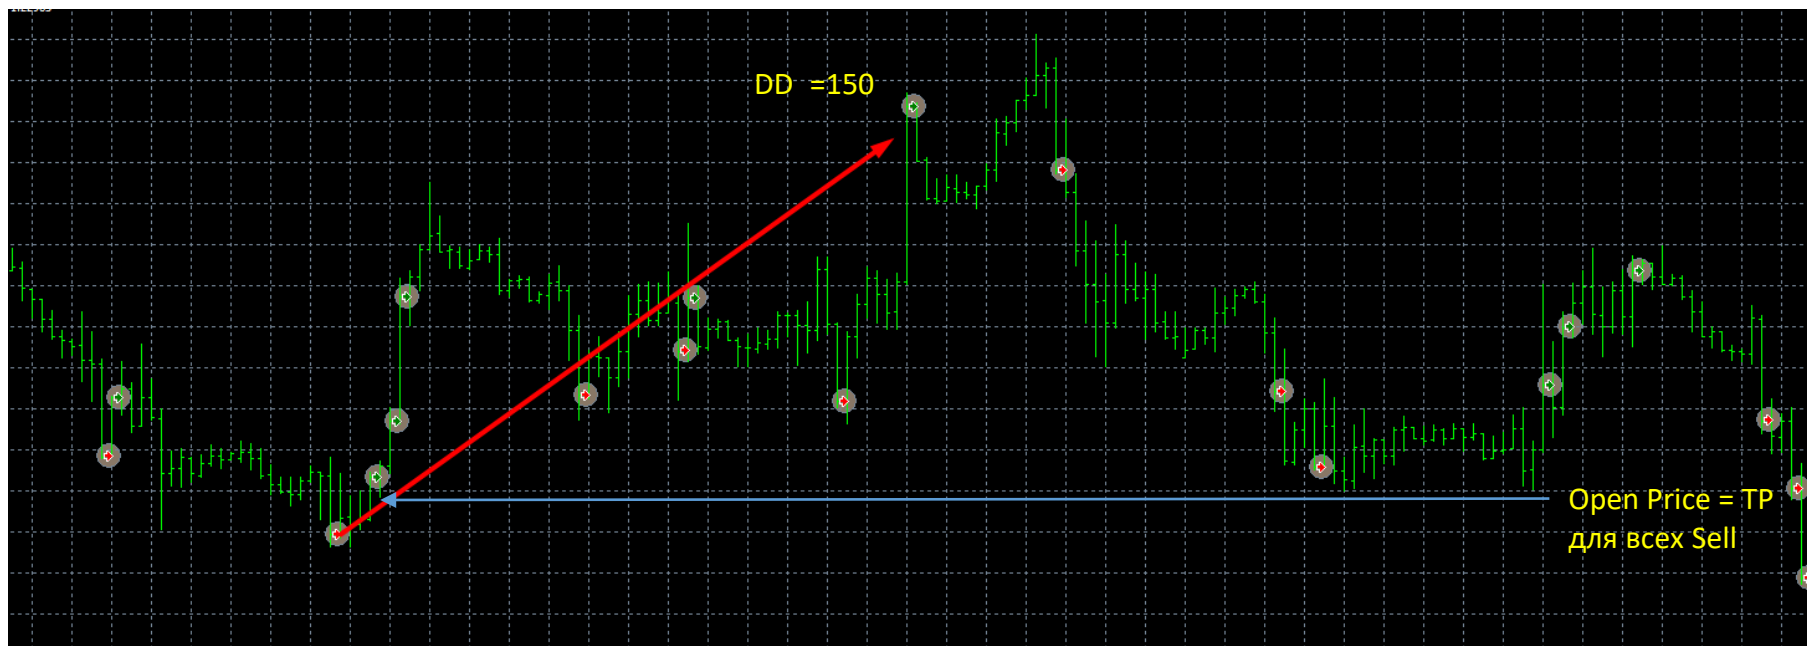 DD =150
Open Price = TP
для всех Sell